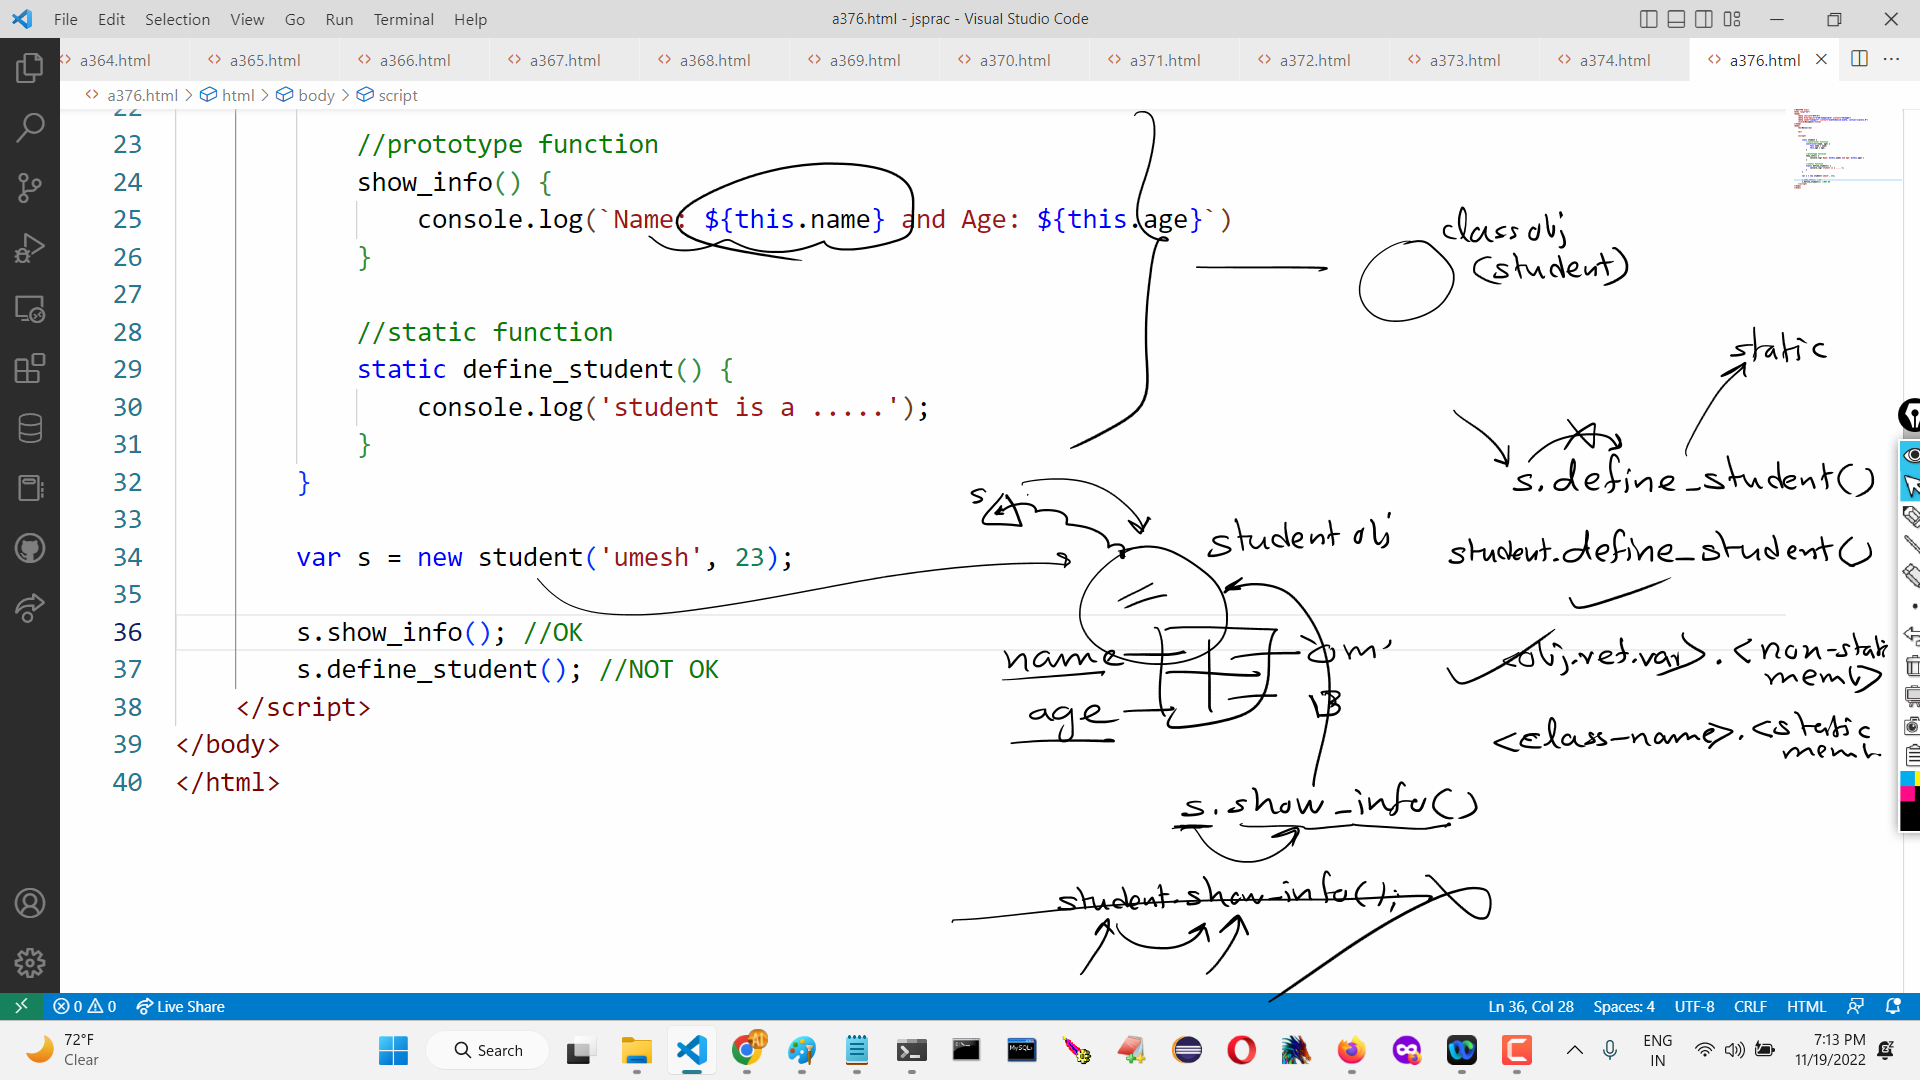 File Edit Selection View Go Run Terminal Help
a376.html - jsprac - Visual Studio Code
a364.html a365.html a366.html a367.html a368.html a369.html a370.html a371.html a372.html a373.html a374.html a376.html
a376.html > html > body > script
22
23 //prototype function
24 show_info() {
25 console.log(`Name: ${this.name} and Age: ${this.age}`)
26 }
27
28 //static function
29 static define_student() {
30 console.log('student is a .....');
31 }
32 }
33
34 var s = new student('umesh', 23);
35
36 s.show_info(); //OK
37 s.define_student(); //NOT OK
38 </script>
39 </body>
40 </html>
class obj
(student)
static
s.define_student()
s
student obj
student.define_student()
name
age
<obj.ref.var>.<non-stati
memb>
<class-name>.<static
memb
s.show_info()
student.show_info();
0 0 Live Share
Ln 36, Col 28 Spaces: 4 UTF-8 CRLF HTML
72°F
Clear
Search
ENG
IN
7:13 PM
11/19/2022